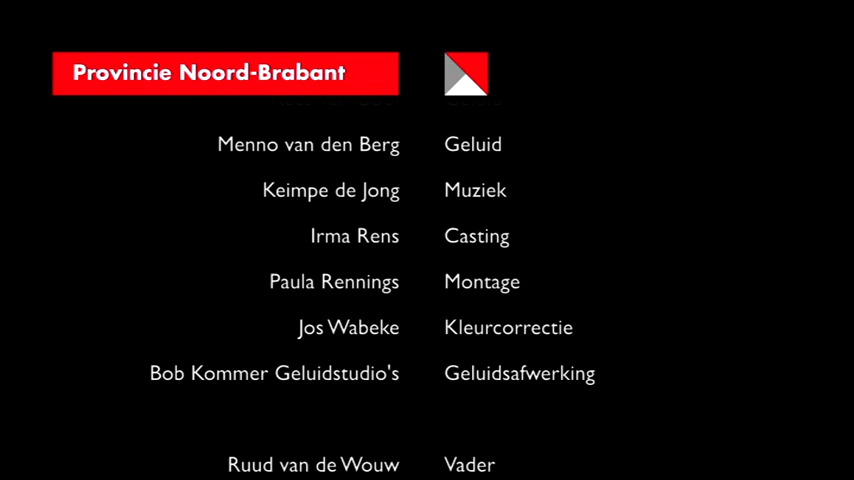 Provincie Noord-Brabant
Menno van den Berg Geluid
Keimpe de Jong Muziek
Irma Rens Casting
Paula Rennings Montage
Jos Wabeke Kleurcorrectie
Bob Kommer Geluidstudio's Geluidsafwerking
Ruud van de Wouw Vader